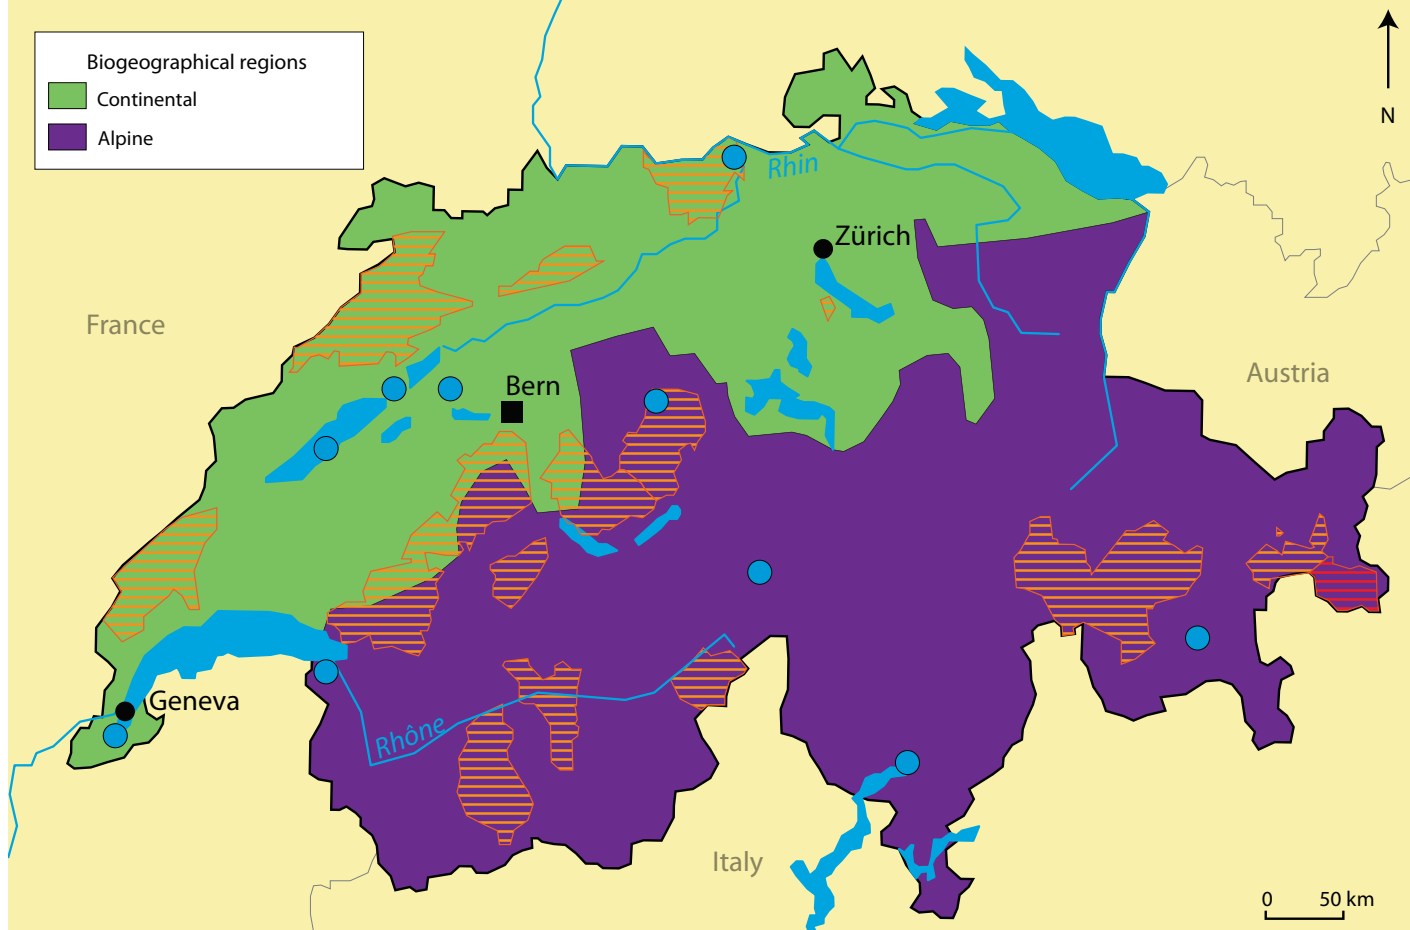 Biogeographical regions
Continental
Alpine
N
Rhin
Zürich
France
Bern
Austria
Geneva
Rhône
Italy
0 50 km